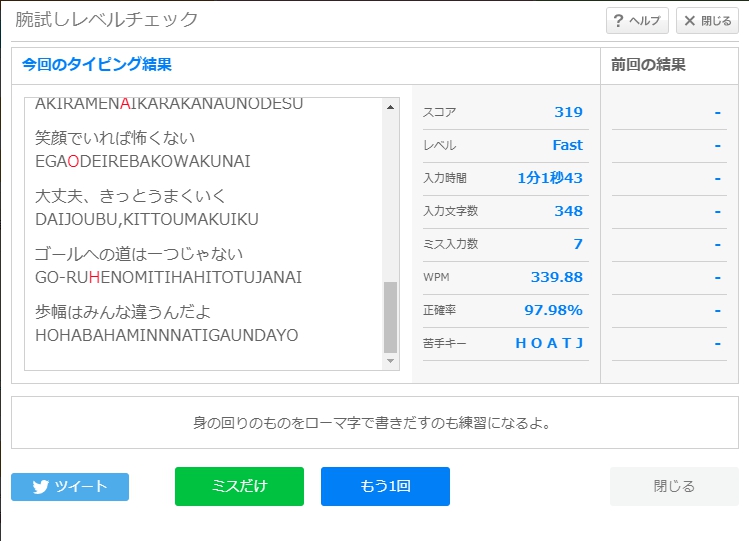 腕試しレベルチェック
? ヘルプ
× 閉じる
今回のタイピング結果
前回の結果
AKIRAMENAIKARAKANAUNODESU
笑顔でいれば怖くない
EGAODEIREBAKOWAKUNAI
大丈夫、きっとうまくいく
DAIJOUBU,KITTOUMAKUIKU
ゴールへの道は一つじゃない
GO-RUHENOMITIHAHITOTUJANAI
歩幅はみんな違うんだよ
HOHABAHAMINNNATIGAUNDAYO
スコア 319 -
レベル Fast -
入力時間 1分1秒43 -
入力文字数 348 -
ミス入力数 7 -
WPM 339.88 -
正確率 97.98% -
苦手キー H O A T J -
身の回りのものをローマ字で書きだすのも練習になるよ。
ツイート
ミスだけ
もう1回
閉じる